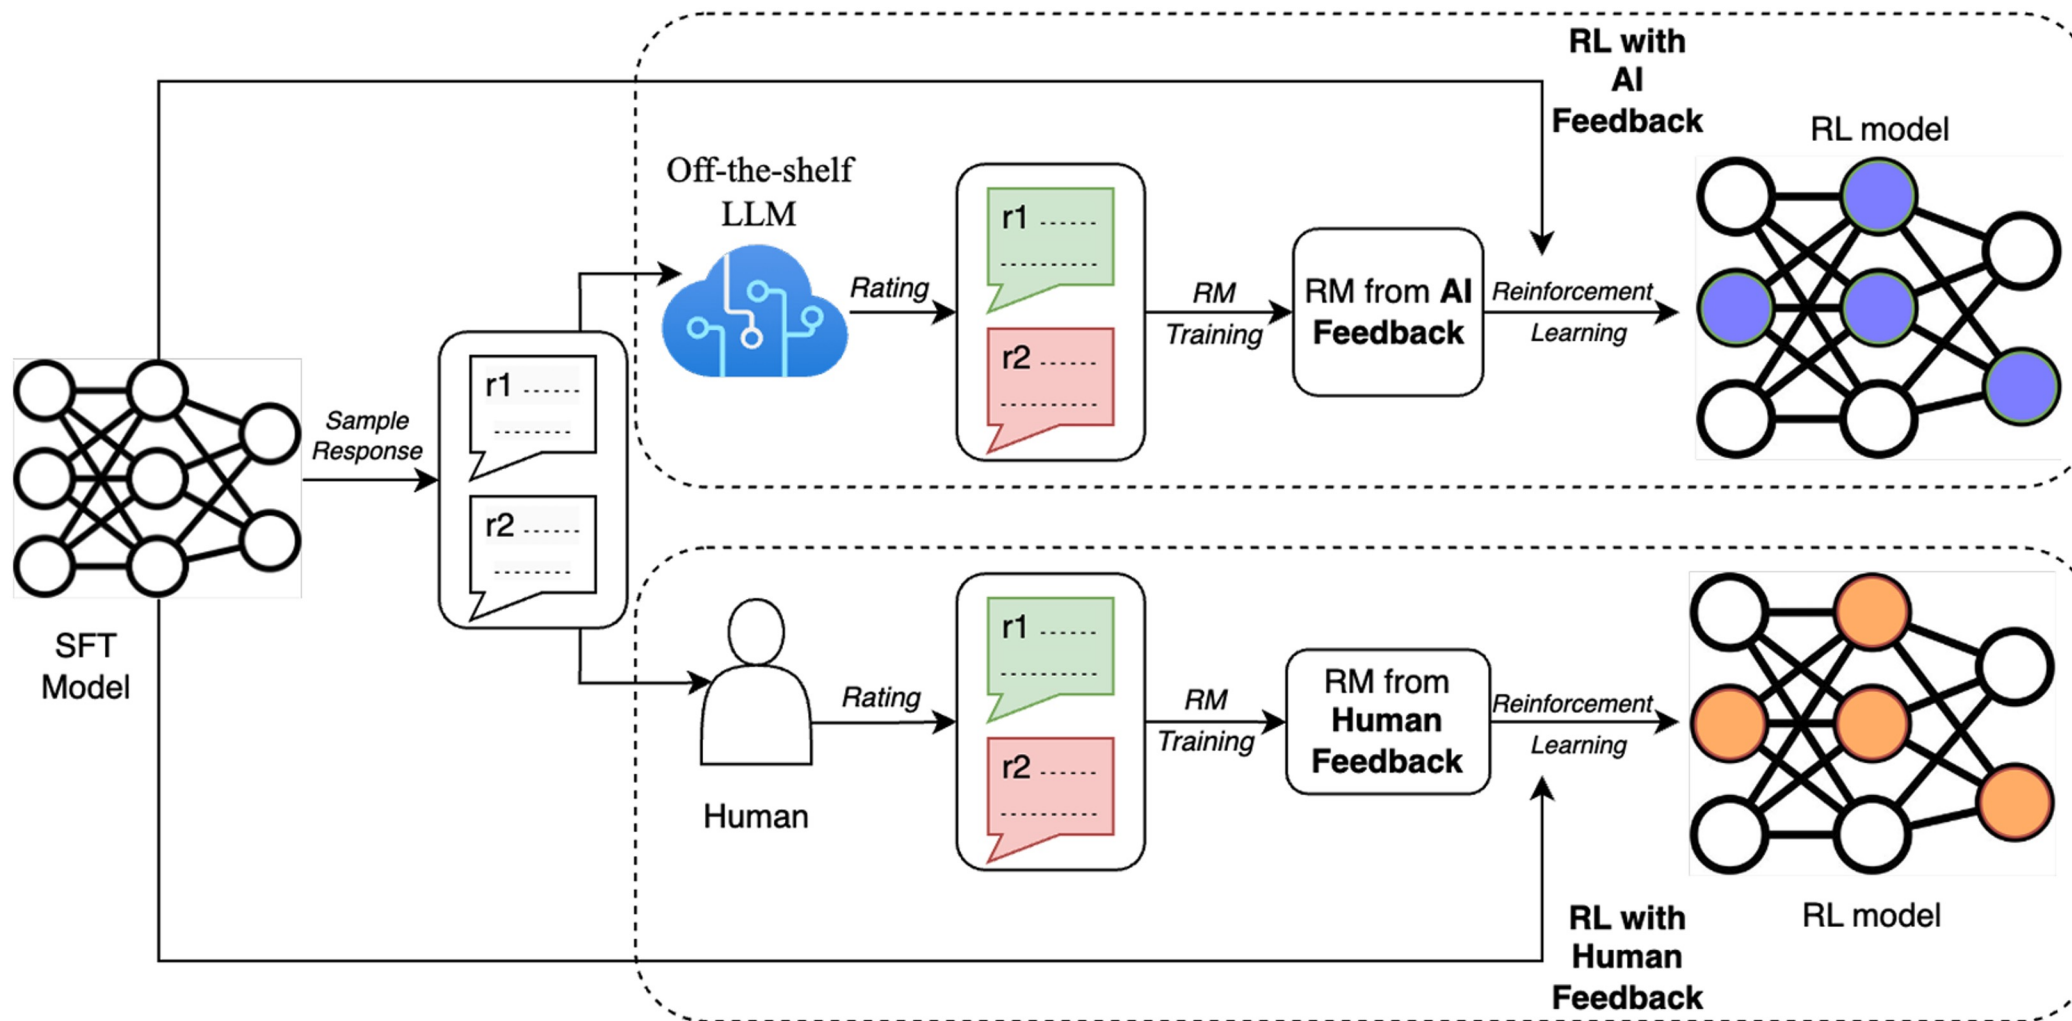 RL with
AI
Feedback
RL model
Off-the-shelf
LLM
r1 ......
..........
r2 ......
..........
Rating
RM
Training
RM from AI
Feedback
Reinforcement
Learning
SFT
Model
Sample
Response
r1 ......
........
r2 ......
........
Human
Rating
r1 ......
..........
r2 ......
..........
RM
Training
RM from
Human
Feedback
Reinforcement
Learning
RL model
RL with
Human
Feedback